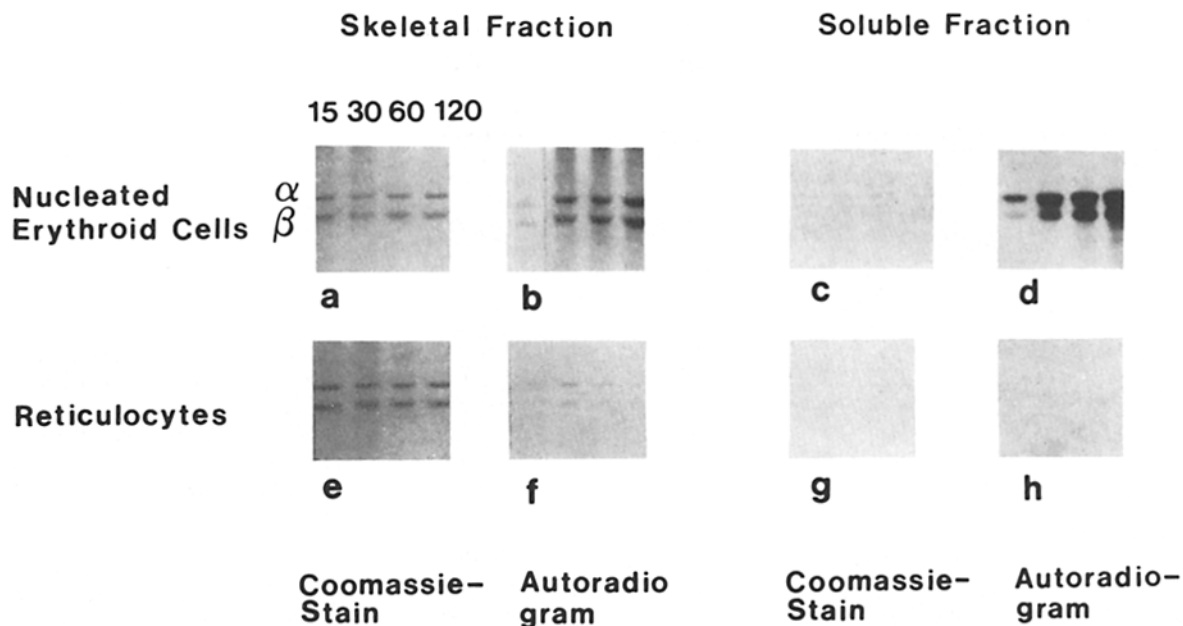 Skeletal Fraction
Soluble Fraction
15 30 60 120
Nucleated
Erythroid Cells
α
β
a
b
c
d
Reticulocytes
e
f
g
h
Coomassie-
Stain
Autoradio
gram
Coomassie-
Stain
Autoradio-
gram